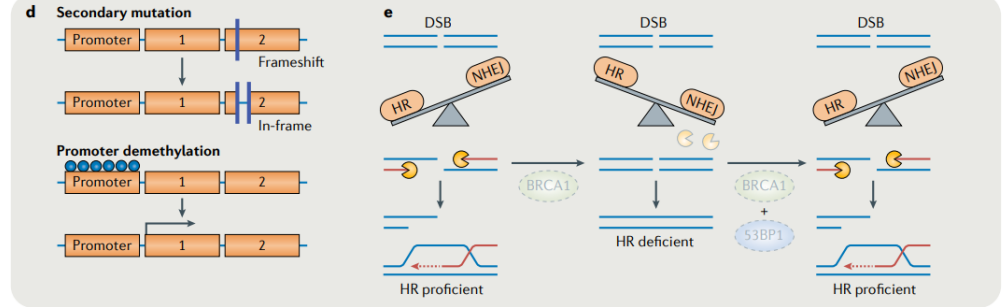 d Secondary mutation
Promoter 1 2
Frameshift
Promoter 1 2
In-frame
Promoter demethylation
Promoter 1 2
Promoter 1 2
e
DSB
HR NHEJ
BRCA1
HR proficient
DSB
HR NHEJ
BRCA1
+
53BP1
HR deficient
DSB
HR NHEJ
HR proficient